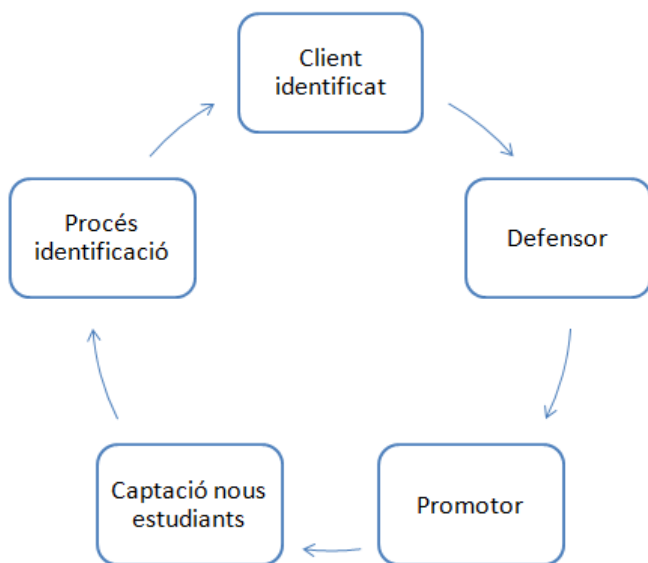 Client
identificat
Defensor
Promotor
Captació nous
estudiants
Procés
identificació